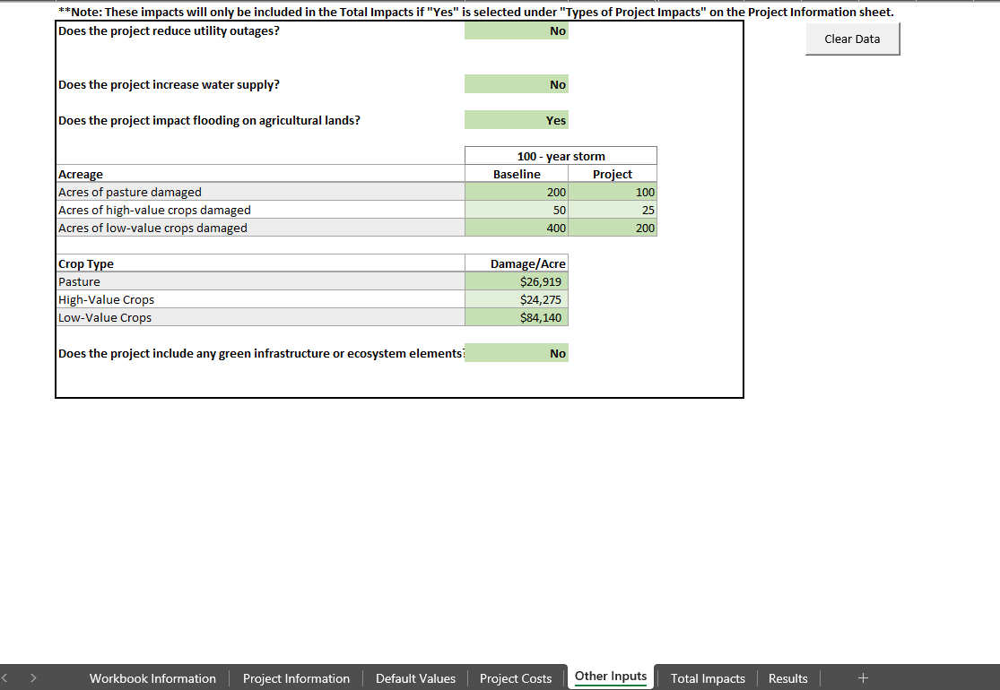 **Note: These impacts will only be included in the Total Impacts if "Yes" is selected under "Types of Project Impacts" on the Project Information sheet.
Does the project reduce utility outages? No
Clear Data
Does the project increase water supply? No
Does the project impact flooding on agricultural lands? Yes
100 - year storm
Acreage Baseline Project
Acres of pasture damaged 200 100
Acres of high-value crops damaged 50 25
Acres of low-value crops damaged 400 200
Crop Type Damage/Acre
Pasture $26,919
High-Value Crops $24,275
Low-Value Crops $84,140
Does the project include any green infrastructure or ecosystem elements? No
Workbook Information Project Information Default Values Project Costs Other Inputs Total Impacts Results +